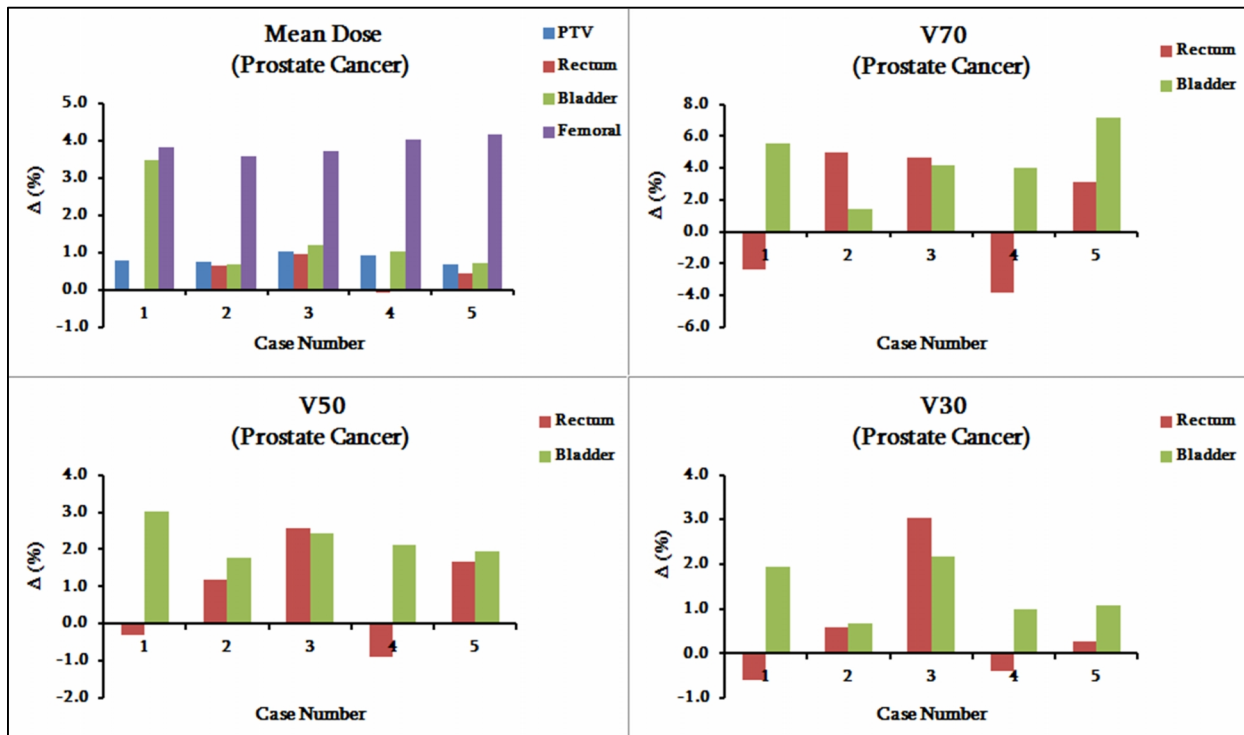 Mean Dose
(Prostate Cancer)
PTV
Rectum
Bladder
Femoral
5.0
4.0
3.0
2.0
1.0
0.0
-1.0
Δ (%)
1 2 3 4 5
Case Number
V70
(Prostate Cancer)
Rectum
Bladder
8.0
6.0
4.0
2.0
0.0
-2.0
-4.0
-6.0
Δ (%)
1 2 3 4 5
Case Number
V50
(Prostate Cancer)
Rectum
Bladder
4.0
3.0
2.0
1.0
0.0
-1.0
-2.0
Δ (%)
1 2 3 4 5
Case Number
V30
(Prostate Cancer)
Rectum
Bladder
4.0
3.0
2.0
1.0
0.0
-1.0
Δ (%)
1 2 3 4 5
Case Number